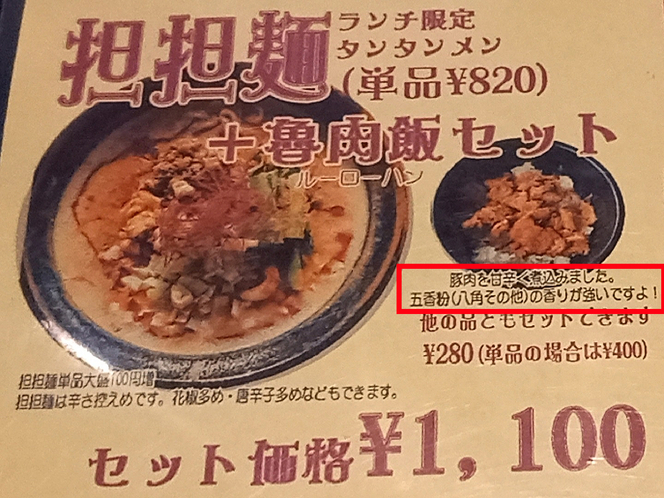 担担麺
ランチ限定
タンタンメン
(単品¥820)
+魯肉飯セット
ルーローハン
豚肉を甘辛く煮込みました。
五香粉(八角その他)の香りが強いですよ!
他の品ともセットできます
¥280(単品の場合は¥400)
担担麺単品大盛100円増
担担麺は辛さ控えめです。花椒多め・唐辛子多めなどもできます。
セット価格¥1,100